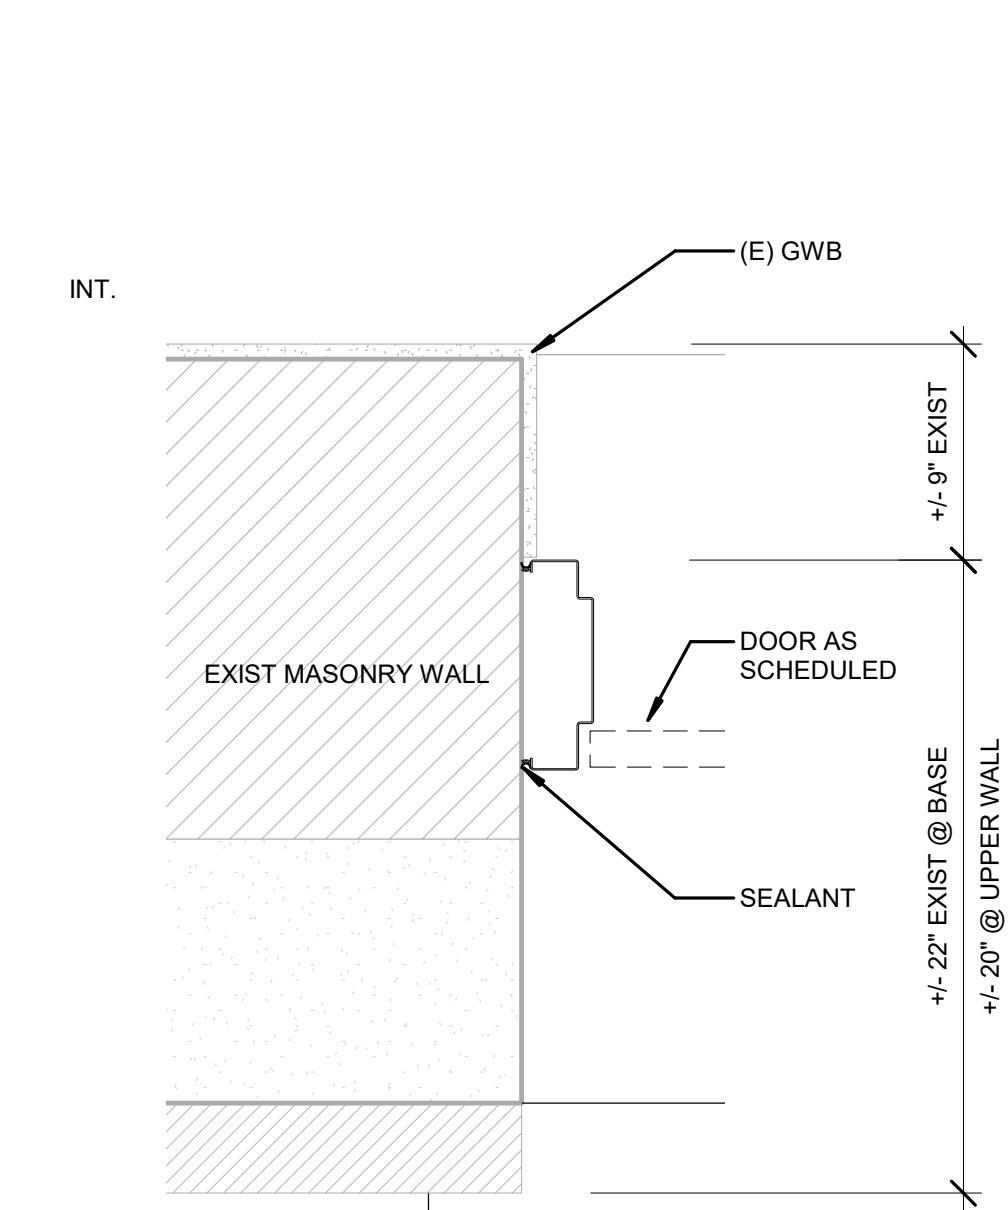 (E) GWB
INT.
+/- 9" EXIST
DOOR AS
SCHEDULED
EXIST MASONRY WALL
+/- 22" EXIST @ BASE
+/- 20" @ UPPER WALL
SEALANT